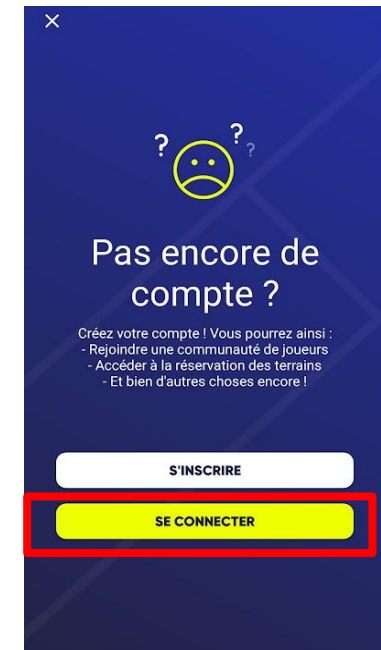 ? ? ?
Pas encore de
compte ?
Créez votre compte ! Vous pourrez ainsi :
- Rejoindre une communauté de joueurs
- Accéder à la réservation des terrains
- Et bien d'autres choses encore !
S'INSCRIRE
SE CONNECTER